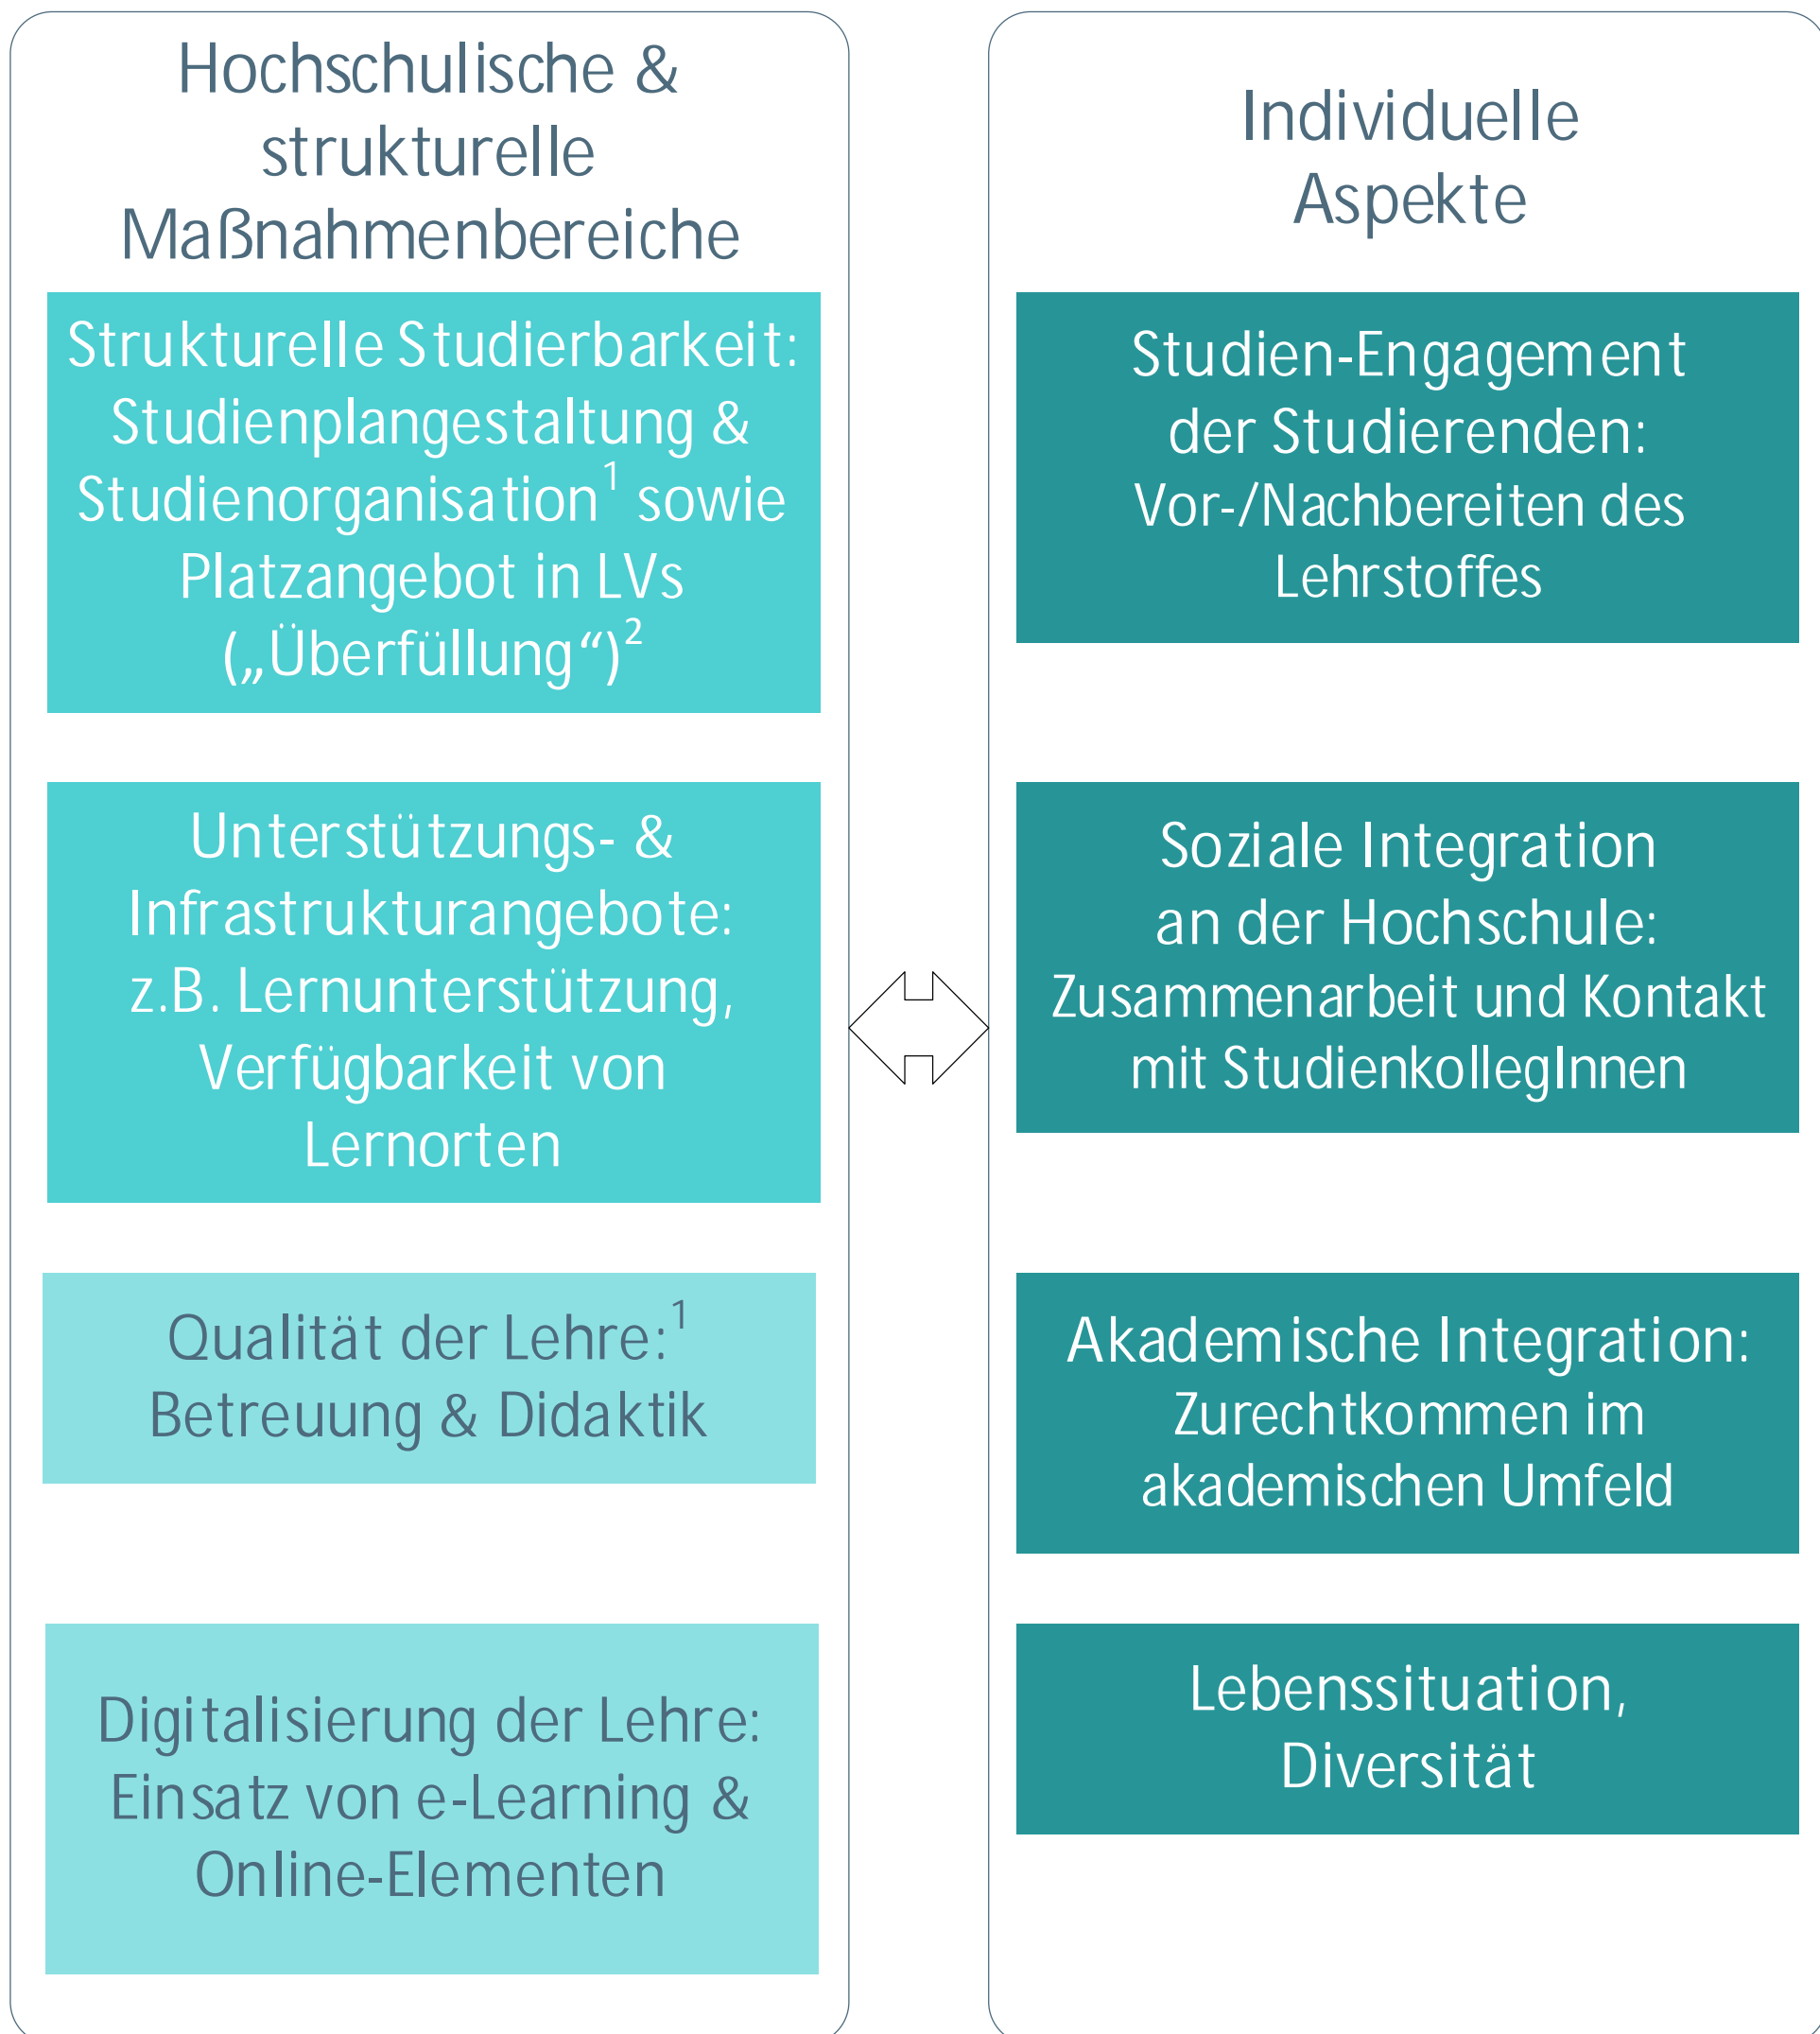 Hochschulische &
strukturelle
Maßnahmenbereiche
Strukturelle Studierbarkeit:
Studienplangestaltung &
Studienorganisation¹ sowie
Platzangebot in LVs
(„Überfüllung“)²
Unterstützungs- &
Infrastrukturangebote:
z.B. Lernunterstützung,
Verfügbarkeit von
Lernorten
Qualität der Lehre:¹
Betreuung & Didaktik
Digitalisierung der Lehre:
Einsatz von e-Learning &
Online-Elementen
Individuelle
Aspekte
Studien-Engagement
der Studierenden:
Vor-/Nachbereiten des
Lehrstoffes
Soziale Integration
an der Hochschule:
Zusammenarbeit und Kontakt
mit StudienkollegInnen
Akademische Integration:
Zurechtkommen im
akademischen Umfeld
Lebenssituation,
Diversität